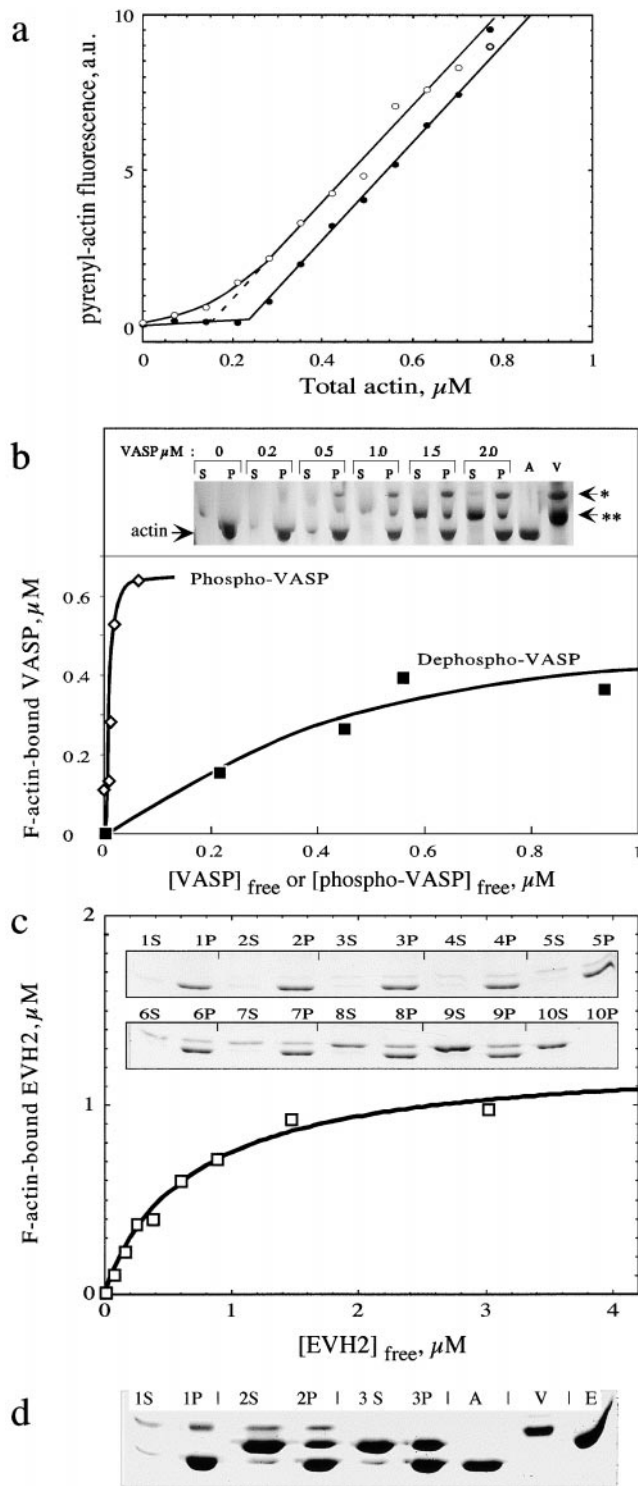 a
10
5
0
pyrenyl-actin fluorescence, a.u.
0 0.2 0.4 0.6 0.8 1
Total actin, μM
b
VASP μM : 0 0.2 0.5 1.0 1.5 2.0 A V
S P S P S P S P S P S P
*
**
actin
Phospho-VASP
Dephospho-VASP
0.6
0.4
0.2
0
F-actin-bound VASP, μM
0 0.2 0.4 0.6 0.8 1
[VASP] free or [phospho-VASP] free, μM
c
2
1
0
F-actin-bound EVH2, μM
1S 1P 2S 2P 3S 3P 4S 4P 5S 5P
6S 6P 7S 7P 8S 8P 9S 9P 10S 10P
0 1 2 3 4
[EVH2] free, μM
d
1S 1P | 2S 2P | 3 S 3P | A | V | E